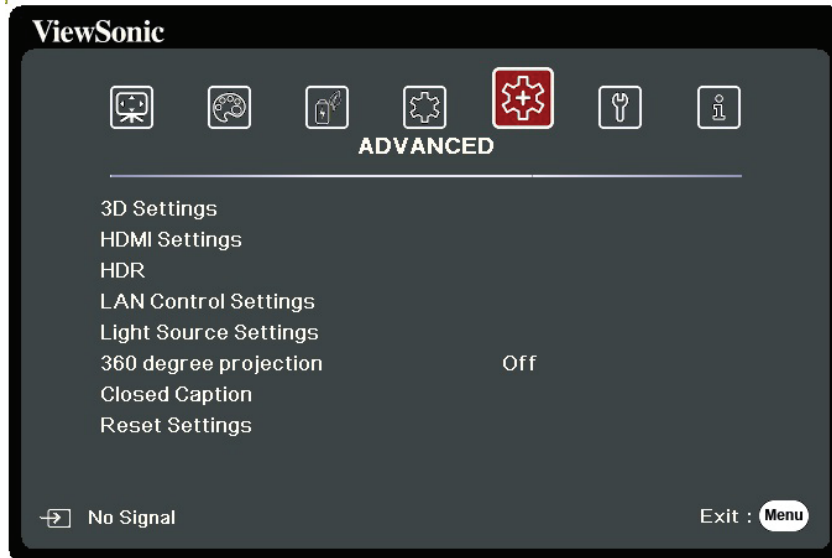 ViewSonic
ADVANCED
3D Settings
HDMI Settings
HDR
LAN Control Settings
Light Source Settings
360 degree projection Off
Closed Caption
Reset Settings
No Signal
Exit : Menu